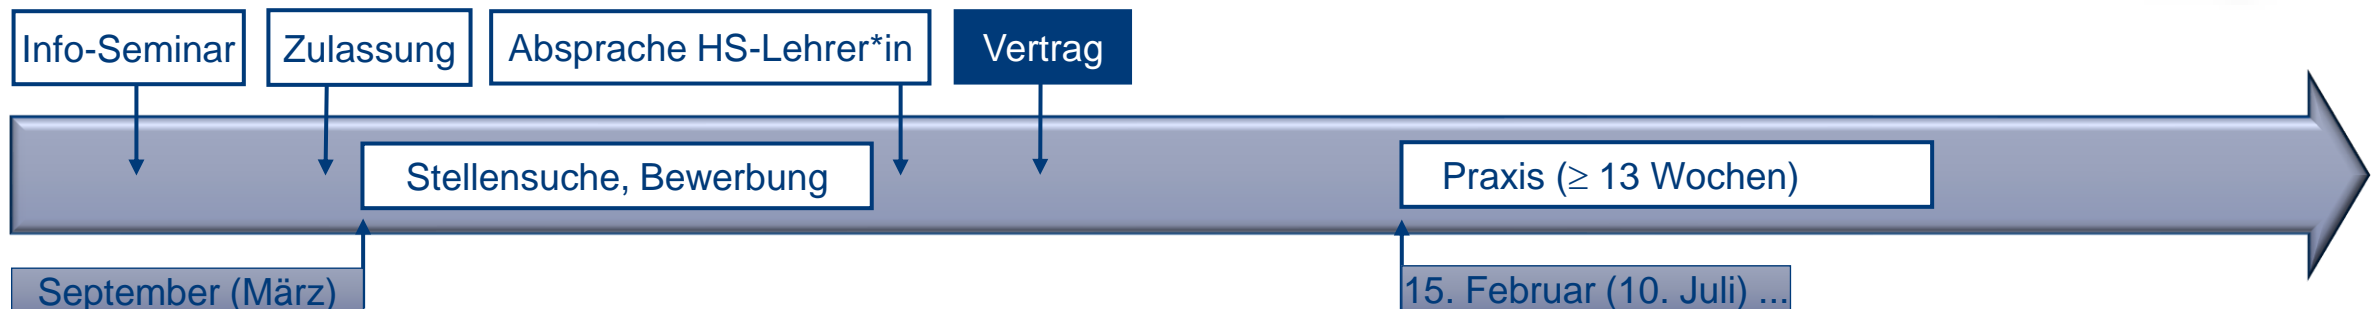 Info-Seminar
Zulassung
Absprache HS-Lehrer*in
Vertrag
Stellensuche, Bewerbung
Praxis (≥ 13 Wochen)
September (März)
15. Februar (10. Juli) ...